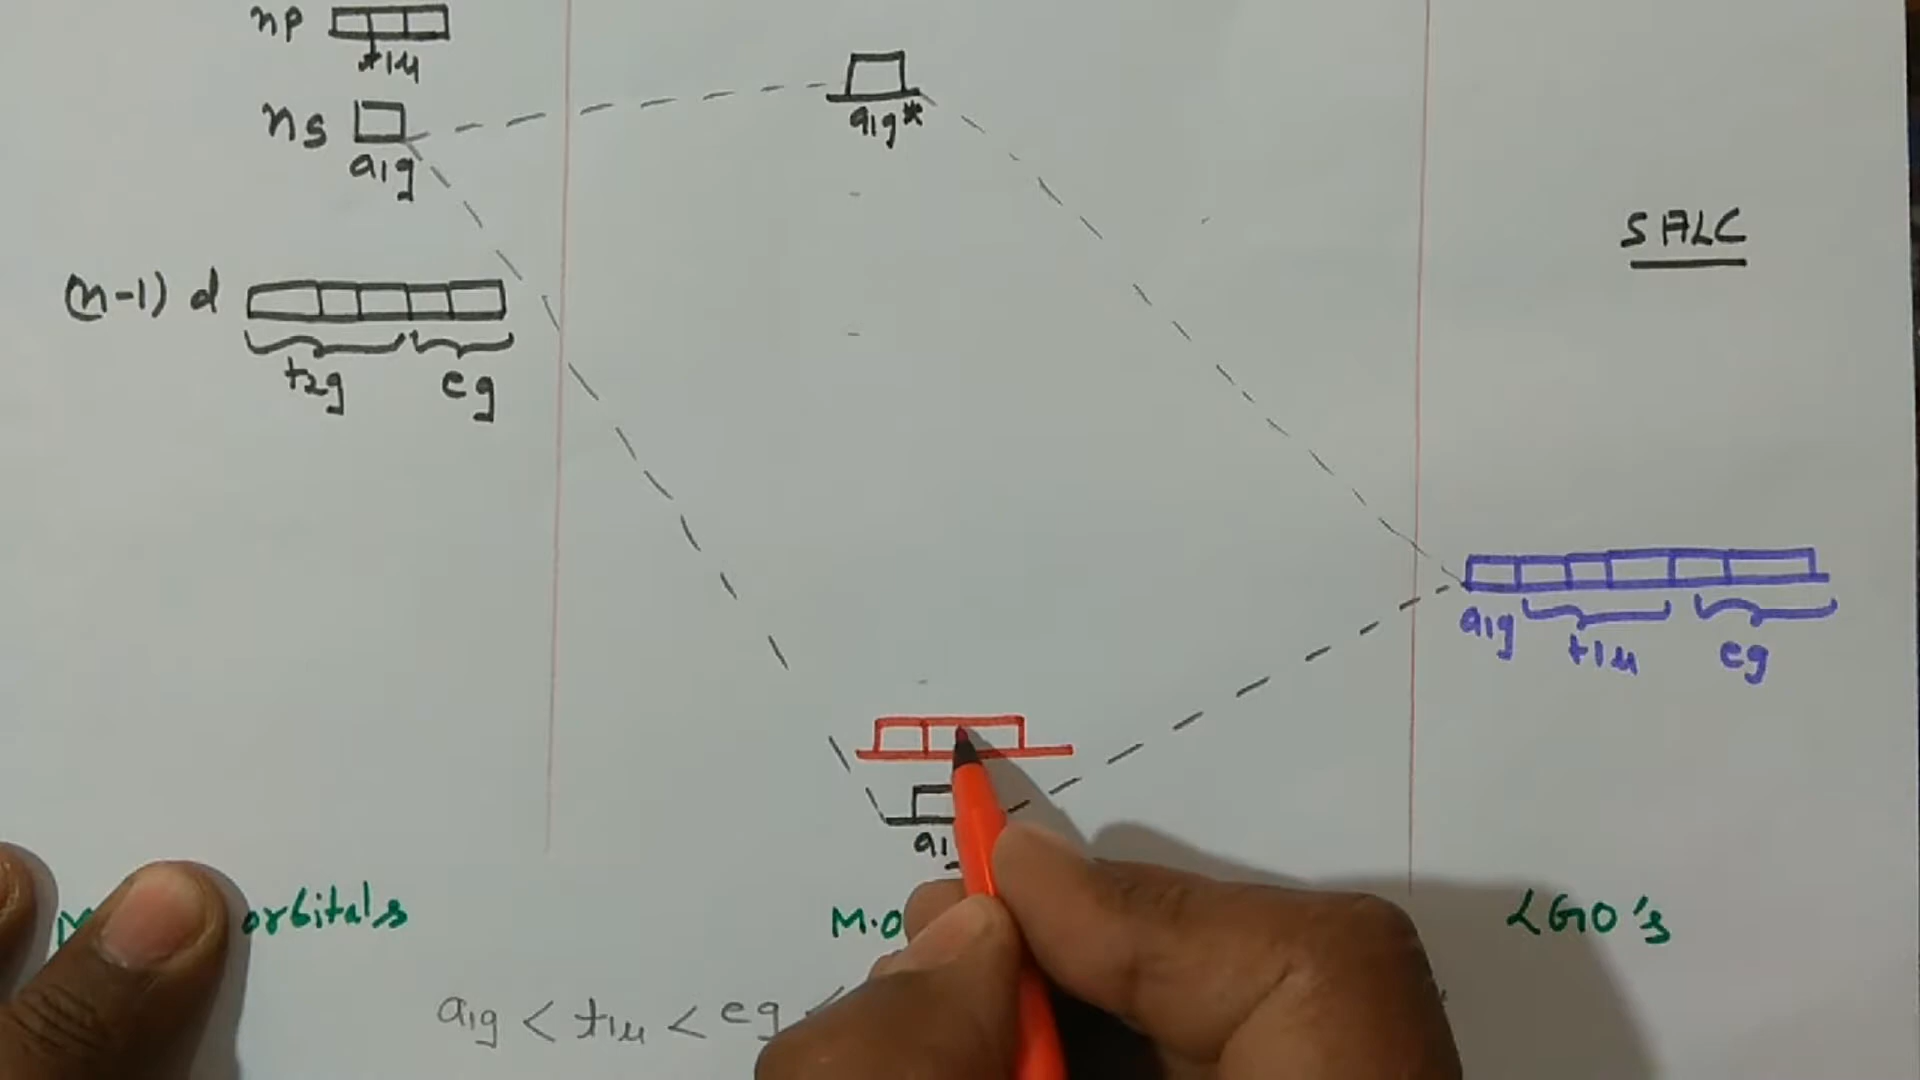 np
t1u
ns
a1g
a1g*
SALC
(n-1) d
t2g eg
a1g t1u eg
orbitals
LGO's
a1g < t1u < eg <